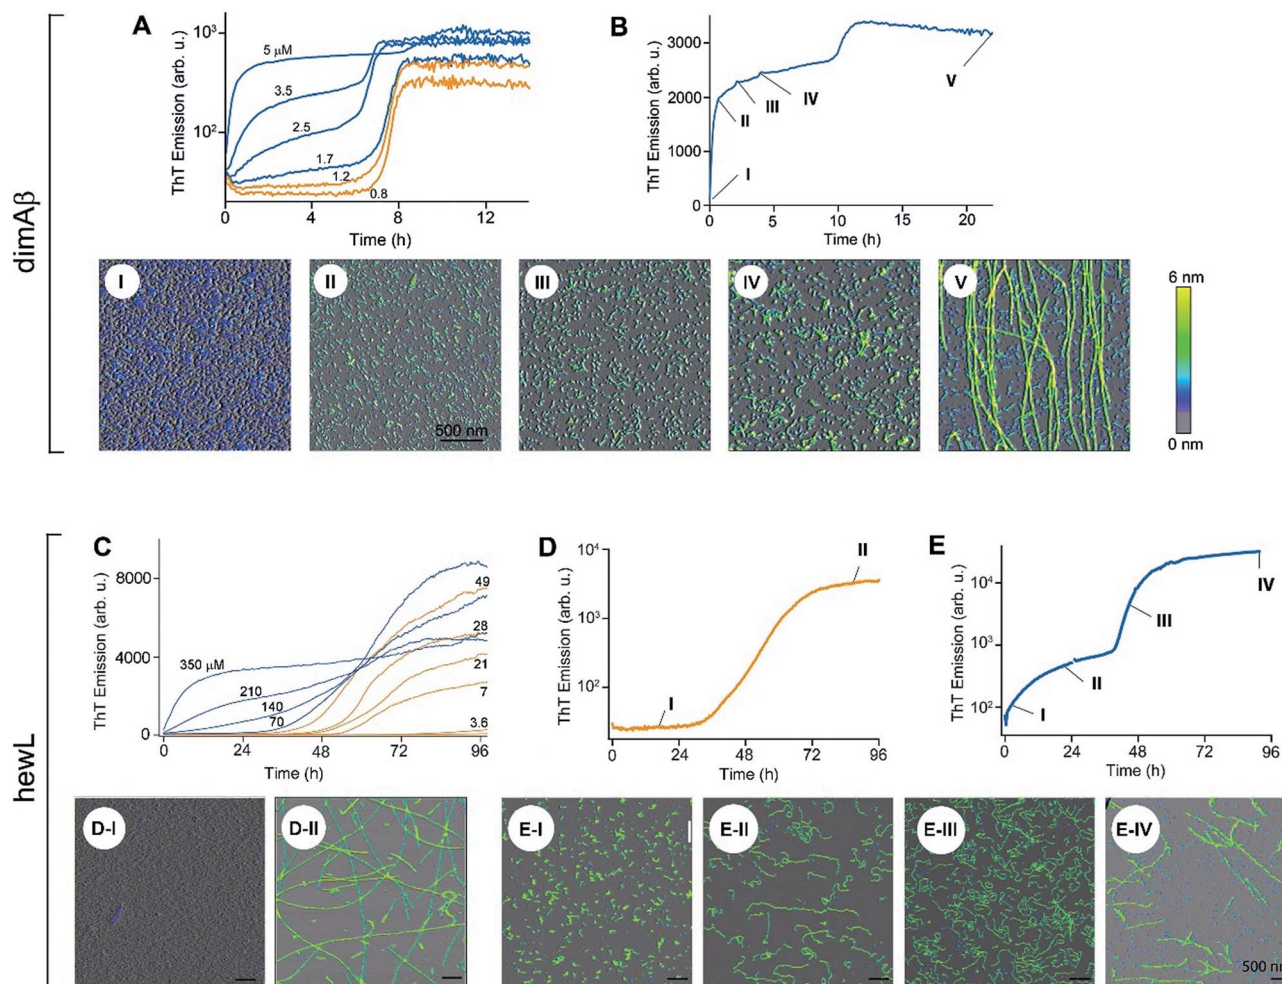 dimAβ
A
ThT Emission (arb. u.)
10³
10²
5 µM
3.5
2.5
1.7
1.2
0.8
0 4 8 12
Time (h)
B
ThT Emission (arb. u.)
3000
2000
1000
0
I
II
III
IV
V
0 5 10 15 20
Time (h)
I
II
500 nm
III
IV
V
6 nm
0 nm
hewL
C
ThT Emission (arb. u.)
8000
4000
0
350 µM
210
140
70
49
28
21
7
3.6
0 24 48 72 96
Time (h)
D
ThT Emission (arb. u.)
10⁴
10³
10²
I
II
0 24 48 72 96
Time (h)
E
ThT Emission (arb. u.)
10⁴
10³
10²
I
II
III
IV
0 24 48 72 96
Time (h)
D-I
D-II
E-I
E-II
E-III
E-IV
500 nm